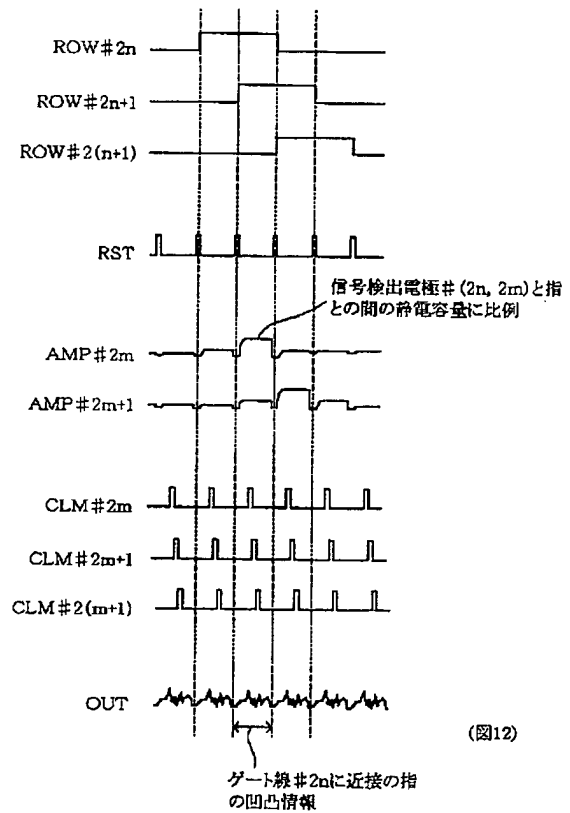 ROW♯2n
ROW♯2n+1
ROW♯2(n+1)
RST
信号検出電極♯(2n, 2m)と指
との間の静電容量に比例
AMP♯2m
AMP♯2m+1
CLM♯2m
CLM♯2m+1
CLM♯2(m+1)
OUT
(図12)
ゲート線♯2nに近接の指
の凹凸情報